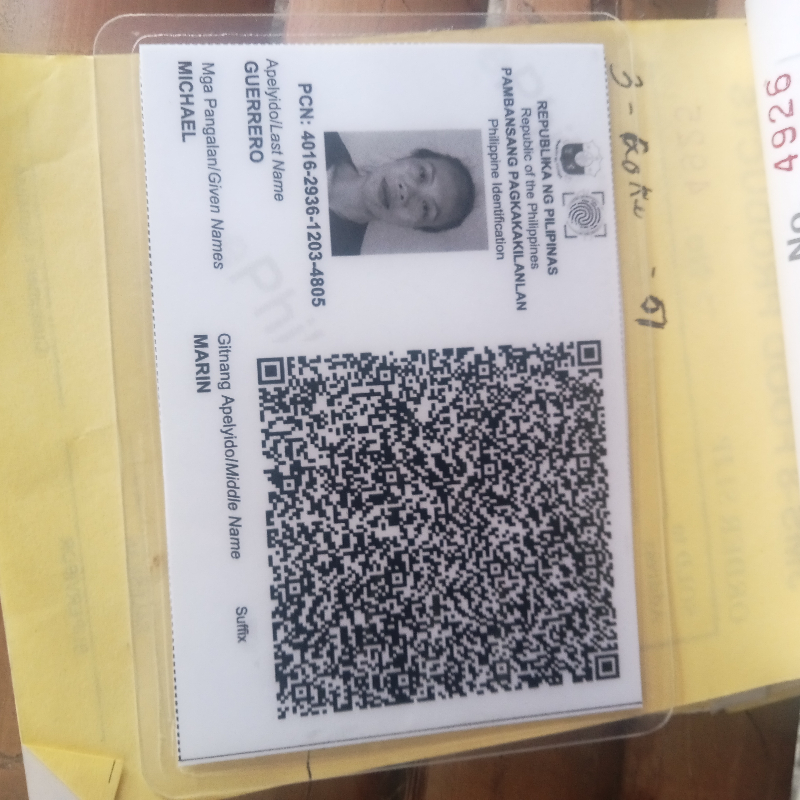 REPUBLIKA NG PILIPINAS
Republic of the Philippines
PAMBANSANG PAGKAKAKILANLAN
Philippine Identification
PCN: 4016-2936-1203-4805
Apelyido/Last Name
GUERRERO
Mga Pangalan/Given Names
MICHAEL
Gitnang Apelyido/Middle Name
MARIN
Suffix
4926